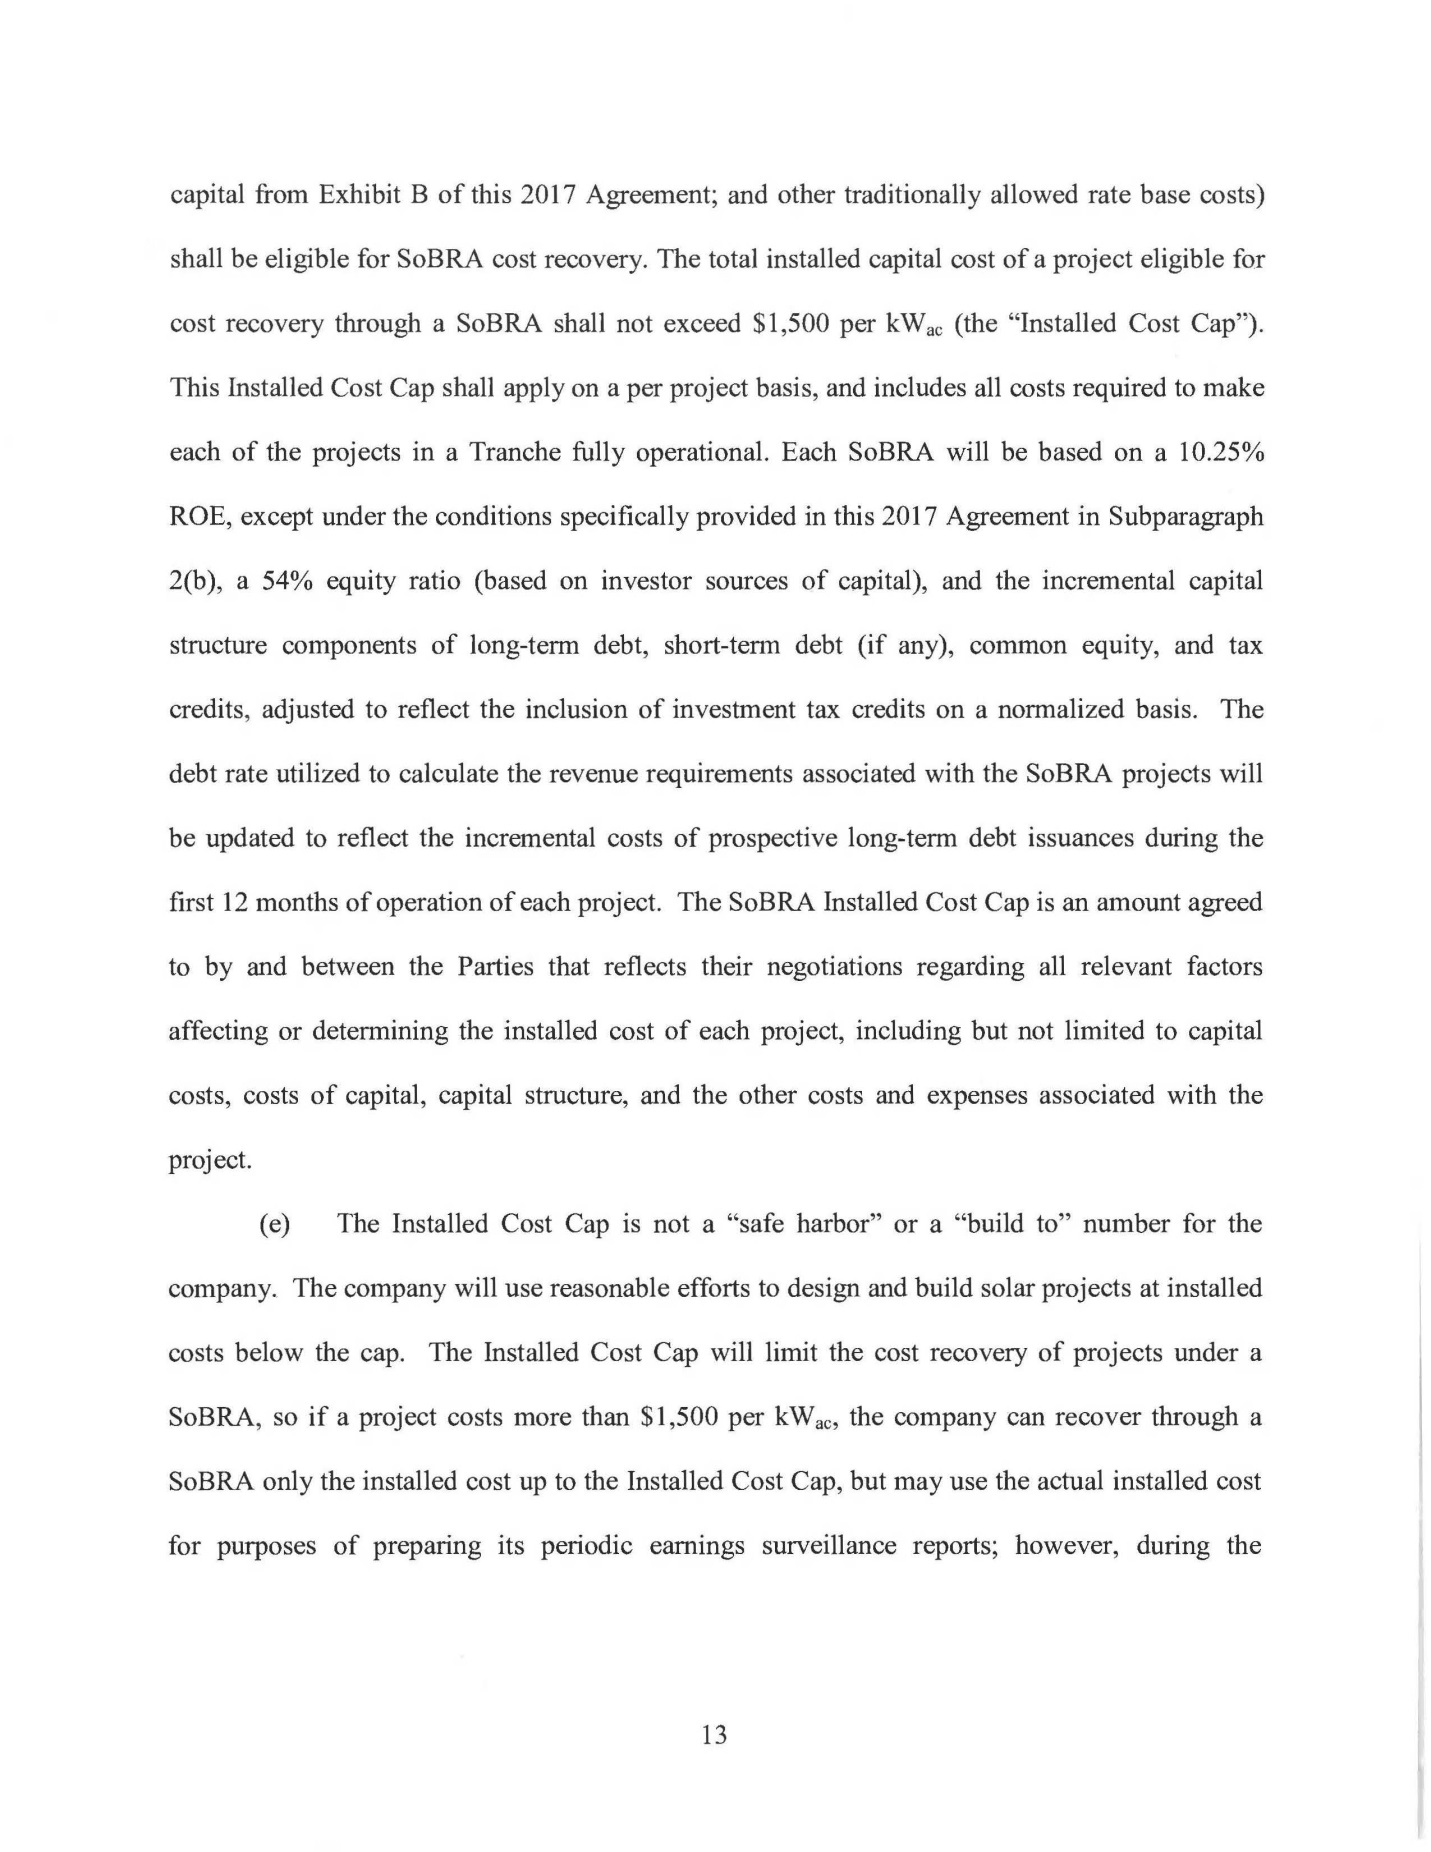 capital from Exhibit B of this 2017 Agreement; and other traditionally allowed rate base costs)
shall be eligible for SoBRA cost recovery. The total installed capital cost of a project eligible for
cost recovery through a SoBRA shall not exceed $1,500 per kWac (the “Installed Cost Cap”).
This Installed Cost Cap shall apply on a per project basis, and includes all costs required to make
each of the projects in a Tranche fully operational. Each SoBRA will be based on a 10.25%
ROE, except under the conditions specifically provided in this 2017 Agreement in Subparagraph
2(b), a 54% equity ratio (based on investor sources of capital), and the incremental capital
structure components of long-term debt, short-term debt (if any), common equity, and tax
credits, adjusted to reflect the inclusion of investment tax credits on a normalized basis. The
debt rate utilized to calculate the revenue requirements associated with the SoBRA projects will
be updated to reflect the incremental costs of prospective long-term debt issuances during the
first 12 months of operation of each project. The SoBRA Installed Cost Cap is an amount agreed
to by and between the Parties that reflects their negotiations regarding all relevant factors
affecting or determining the installed cost of each project, including but not limited to capital
costs, costs of capital, capital structure, and the other costs and expenses associated with the
project.
(e) The Installed Cost Cap is not a “safe harbor” or a “build to” number for the
company. The company will use reasonable efforts to design and build solar projects at installed
costs below the cap. The Installed Cost Cap will limit the cost recovery of projects under a
SoBRA, so if a project costs more than $1,500 per kWac, the company can recover through a
SoBRA only the installed cost up to the Installed Cost Cap, but may use the actual installed cost
for purposes of preparing its periodic earnings surveillance reports; however, during the
13